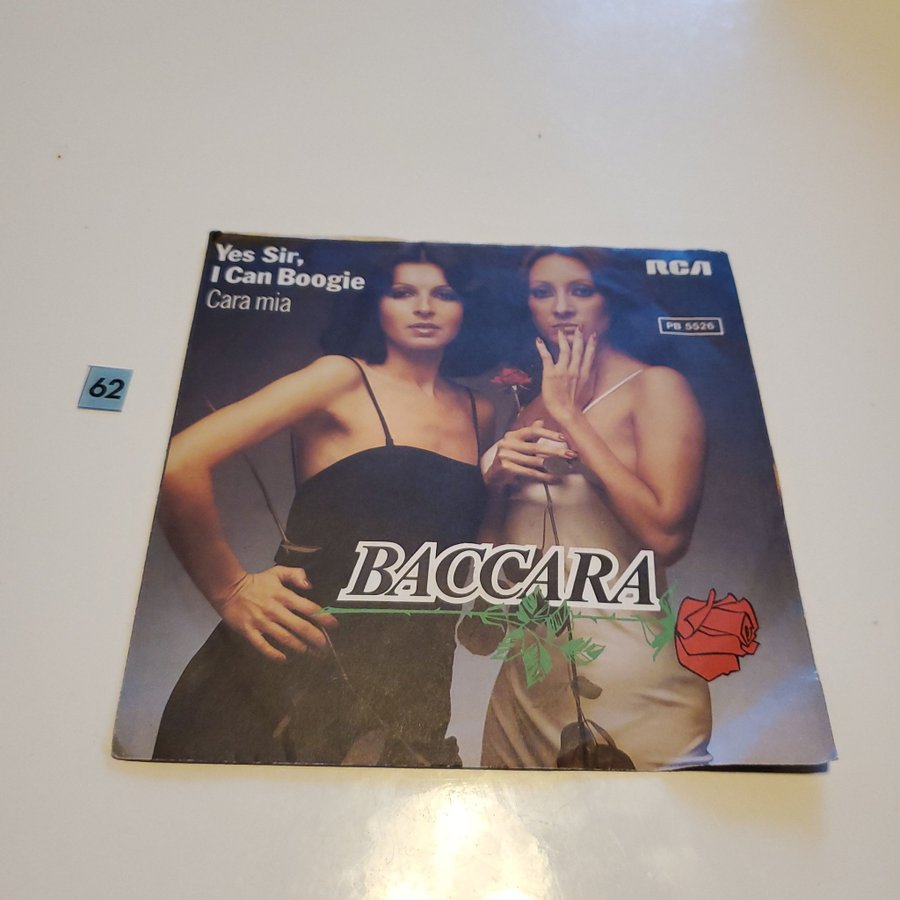 Yes Sir,
I Can Boogie
Cara mia
RCA
PB 5526
62
BACCARA